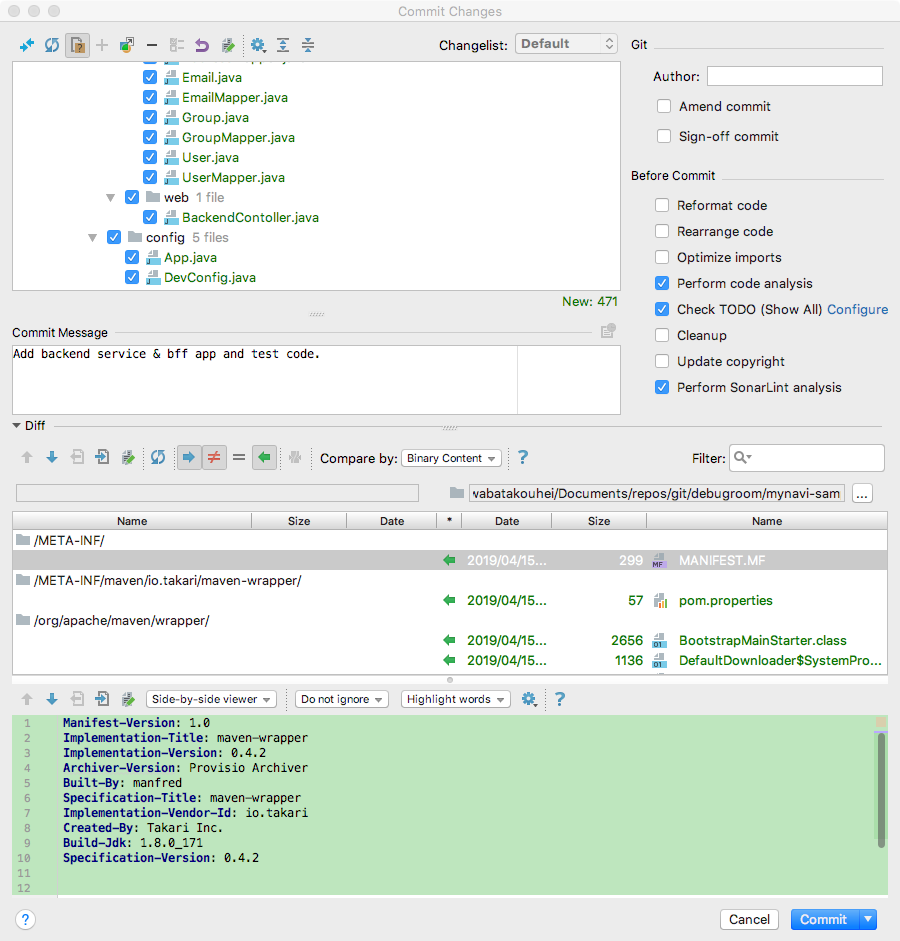 Commit Changes
Changelist: Default
Git
Email.java
EmailMapper.java
Group.java
GroupMapper.java
User.java
UserMapper.java
web 1 file
BackendContoller.java
config 5 files
App.java
DevConfig.java
New: 471
Author:
Amend commit
Sign-off commit
Before Commit
Reformat code
Rearrange code
Optimize imports
Perform code analysis
Check TODO (Show All) Configure
Cleanup
Update copyright
Perform SonarLint analysis
Commit Message
Add backend service & bff app and test code.
Diff
Compare by: Binary Content ? Filter:
wabatakouhei/Documents/repos/git/debugroom/mynavi-sam ...
Name Size Date * Date Size Name
/META-INF/
2019/04/15... 299 MF MANIFEST.MF
/META-INF/maven/io.takari/maven-wrapper/
2019/04/15... 57 pom.properties
/org/apache/maven/wrapper/
2019/04/15... 2656 01 BootstrapMainStarter.class
2019/04/15... 1136 01 DefaultDownloader$SystemPro...
Side-by-side viewer Do not ignore Highlight words ?
1 Manifest-Version: 1.0
2 Implementation-Title: maven-wrapper
3 Implementation-Version: 0.4.2
4 Archiver-Version: Provisio Archiver
5 Built-By: manfred
6 Specification-Title: maven-wrapper
7 Implementation-Vendor-Id: io.takari
8 Created-By: Takari Inc.
9 Build-Jdk: 1.8.0_171
10 Specification-Version: 0.4.2
11
12
? Cancel Commit